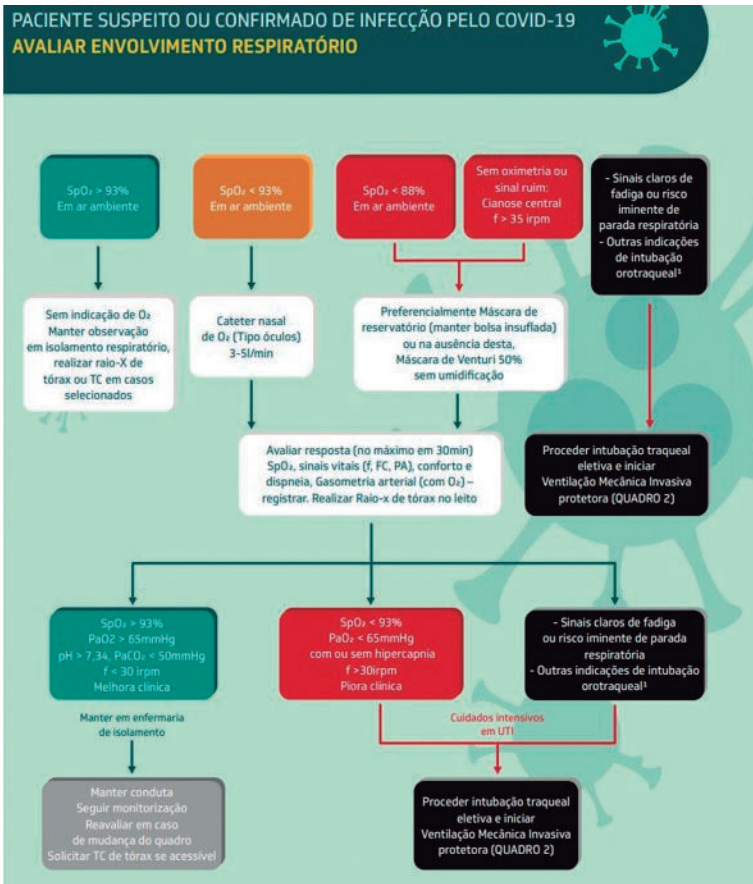 PACIENTE SUSPEITO OU CONFIRMADO DE INFECÇÃO PELO COVID-19
AVALIAR ENVOLVIMENTO RESPIRATÓRIO
SpO₂ > 93%
Em ar ambiente
SpO₂ < 93%
Em ar ambiente
SpO₂ < 88%
Em ar ambiente
Sem oximetria ou
sinal ruim:
Cianose central
f > 35 irpm
- Sinais claros de
fadiga ou risco
iminente de
parada respiratória
- Outras indicações
de intubação
orotraqueal¹
Sem indicação de O₂
Manter observação
em isolamento respiratório,
realizar raio-X de
tórax ou TC em casos
selecionados
Cateter nasal
de O₂ (Tipo óculos)
3-5l/min
Preferencialmente Máscara de
reservatório (manter bolsa insuflada)
ou na ausência desta,
Máscara de Venturi 50%
sem umidificação
Avaliar resposta (no máximo em 30min)
SpO₂, sinais vitais (f, FC, PA), conforto e
dispneia, Gasometria arterial (com O₂) –
registrar. Realizar Raio-x de tórax no leito
Proceder intubação traqueal
eletiva e iniciar
Ventilação Mecânica Invasiva
protetora (QUADRO 2)
SpO₂ > 93%
PaO2 > 65mmHg
pH > 7,34, PaCO₂ < 50mmHg
f < 30 irpm
Melhora clínica
SpO₂ < 93%
PaO₂ < 65mmHg
com ou sem hipercapnia
f >30irpm
Piora clínica
- Sinais claros de fadiga
ou risco iminente de parada
respiratória
- Outras indicações de intubação
orotraqueal¹
Manter em enfermaria
de isolamento
Cuidados intensivos
em UTI
Manter conduta
Seguir monitorização
Reavaliar em caso
de mudança do quadro
Solicitar TC de tórax se acessível
Proceder intubação traqueal
eletiva e iniciar
Ventilação Mecânica Invasiva
protetora (QUADRO 2)